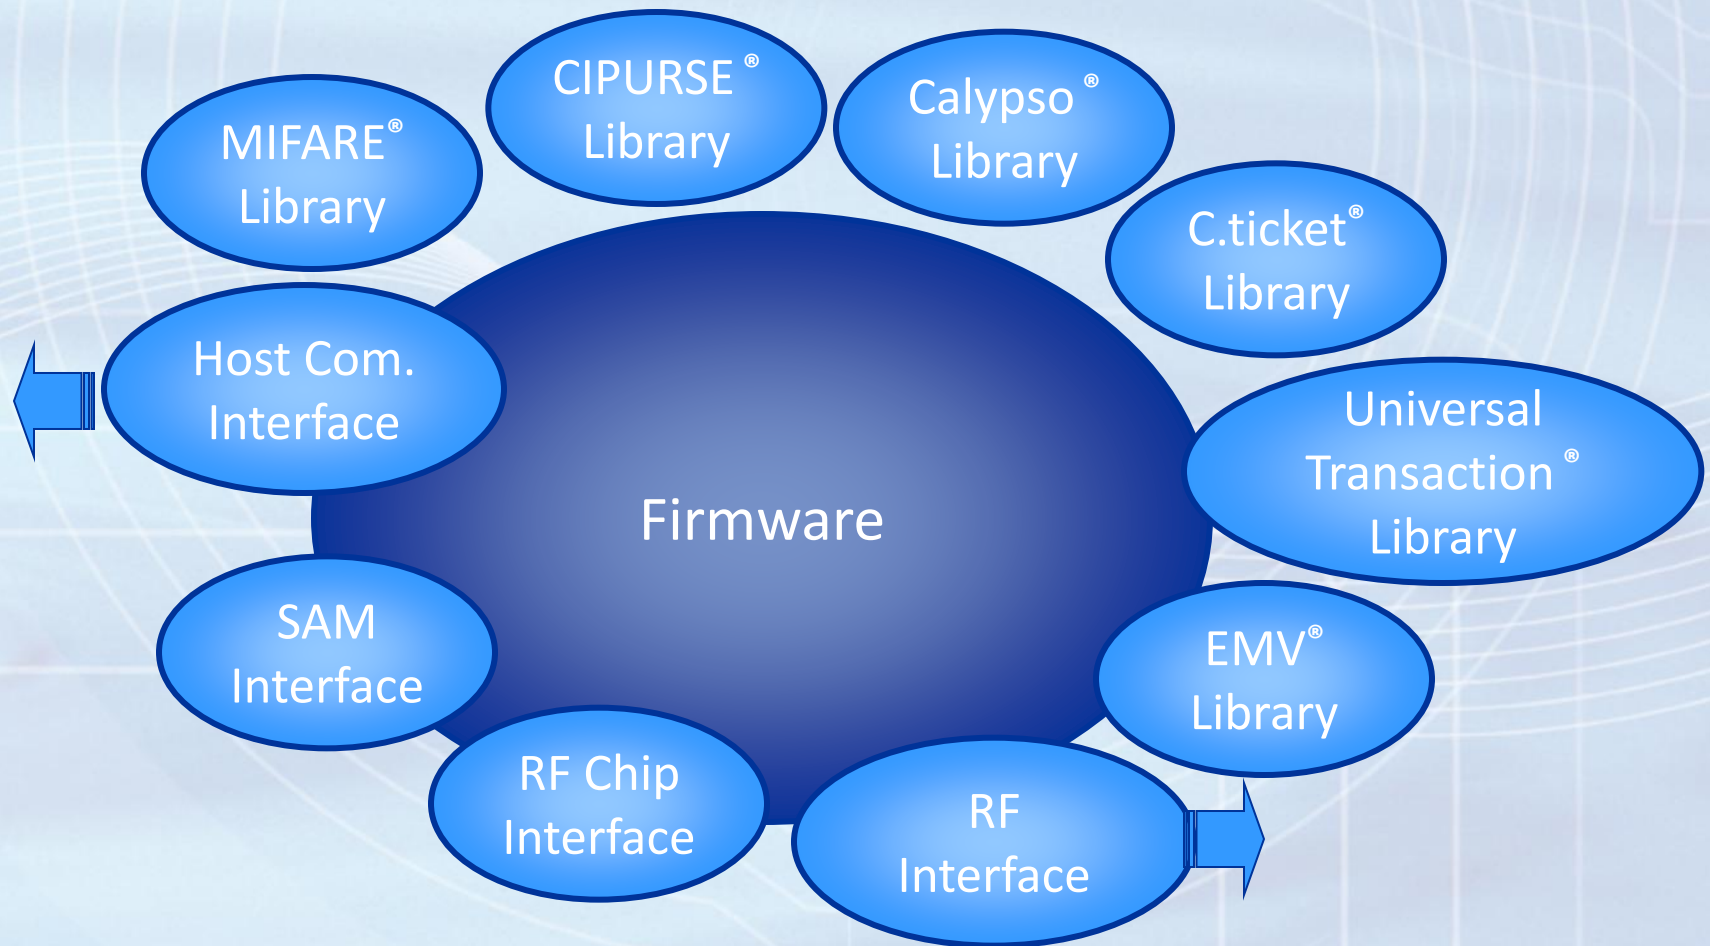 CIPURSE ®
Library
Calypso ®
Library
MIFARE®
Library
C.ticket®
Library
Host Com.
Interface
Universal
Transaction ®
Library
Firmware
SAM
Interface
EMV®
Library
RF Chip
Interface
RF
Interface